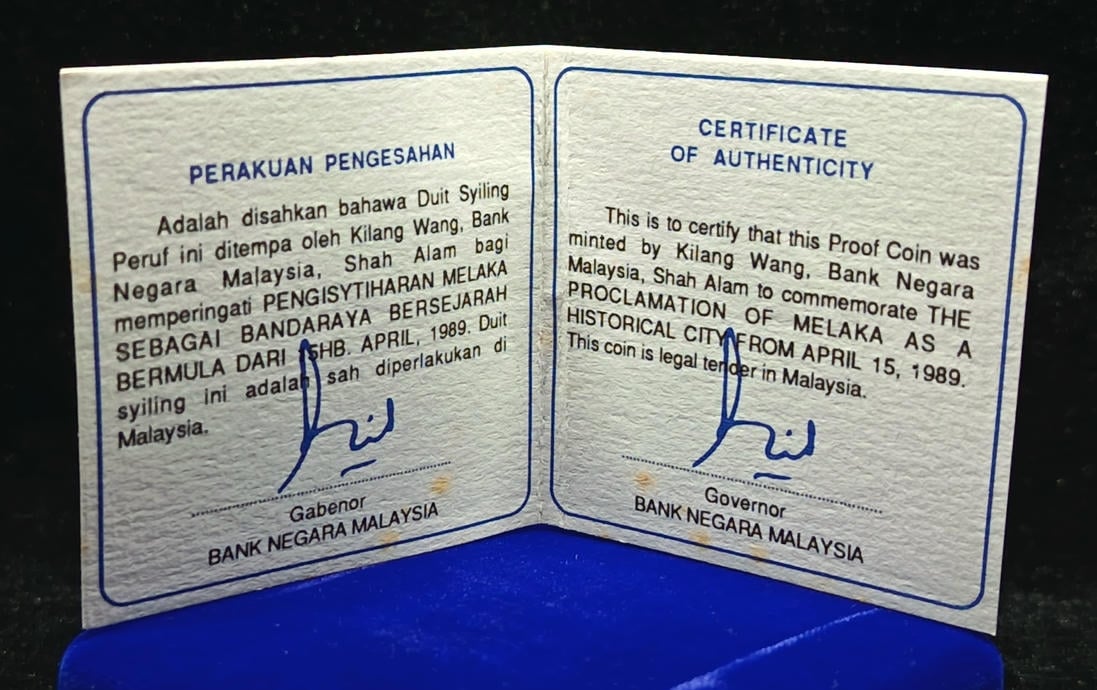 PERAKUAN PENGESAHAN
Adalah disahkan bahawa Duit Syiling
Peruf ini ditempa oleh Kilang Wang, Bank
Negara Malaysia, Shah Alam bagi
memperingati PENGISYTIHARAN MELAKA
SEBAGAI BANDARAYA BERSEJARAH
BERMULA DARI 15HB. APRIL, 1989. Duit
syiling ini adalah sah diperlakukan di
Malaysia.
Gabenor
BANK NEGARA MALAYSIA
CERTIFICATE
OF AUTHENTICITY
This is to certify that this Proof Coin was
minted by Kilang Wang, Bank Negara
Malaysia, Shah Alam to commemorate THE
PROCLAMATION OF MELAKA AS A
HISTORICAL CITY FROM APRIL 15, 1989.
This coin is legal tender in Malaysia.
Governor
BANK NEGARA MALAYSIA